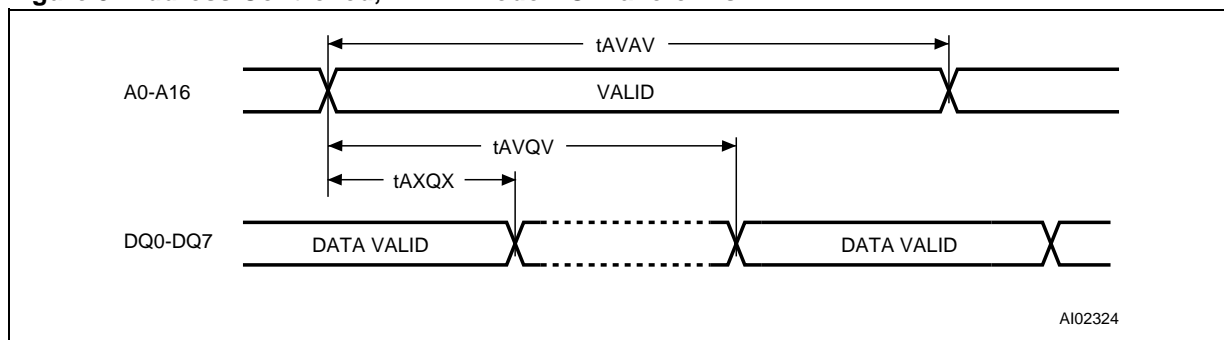 tAVAV
A0-A16
VALID
tAVQV
tAXQX
DQ0-DQ7
DATA VALID
DATA VALID
AI02324